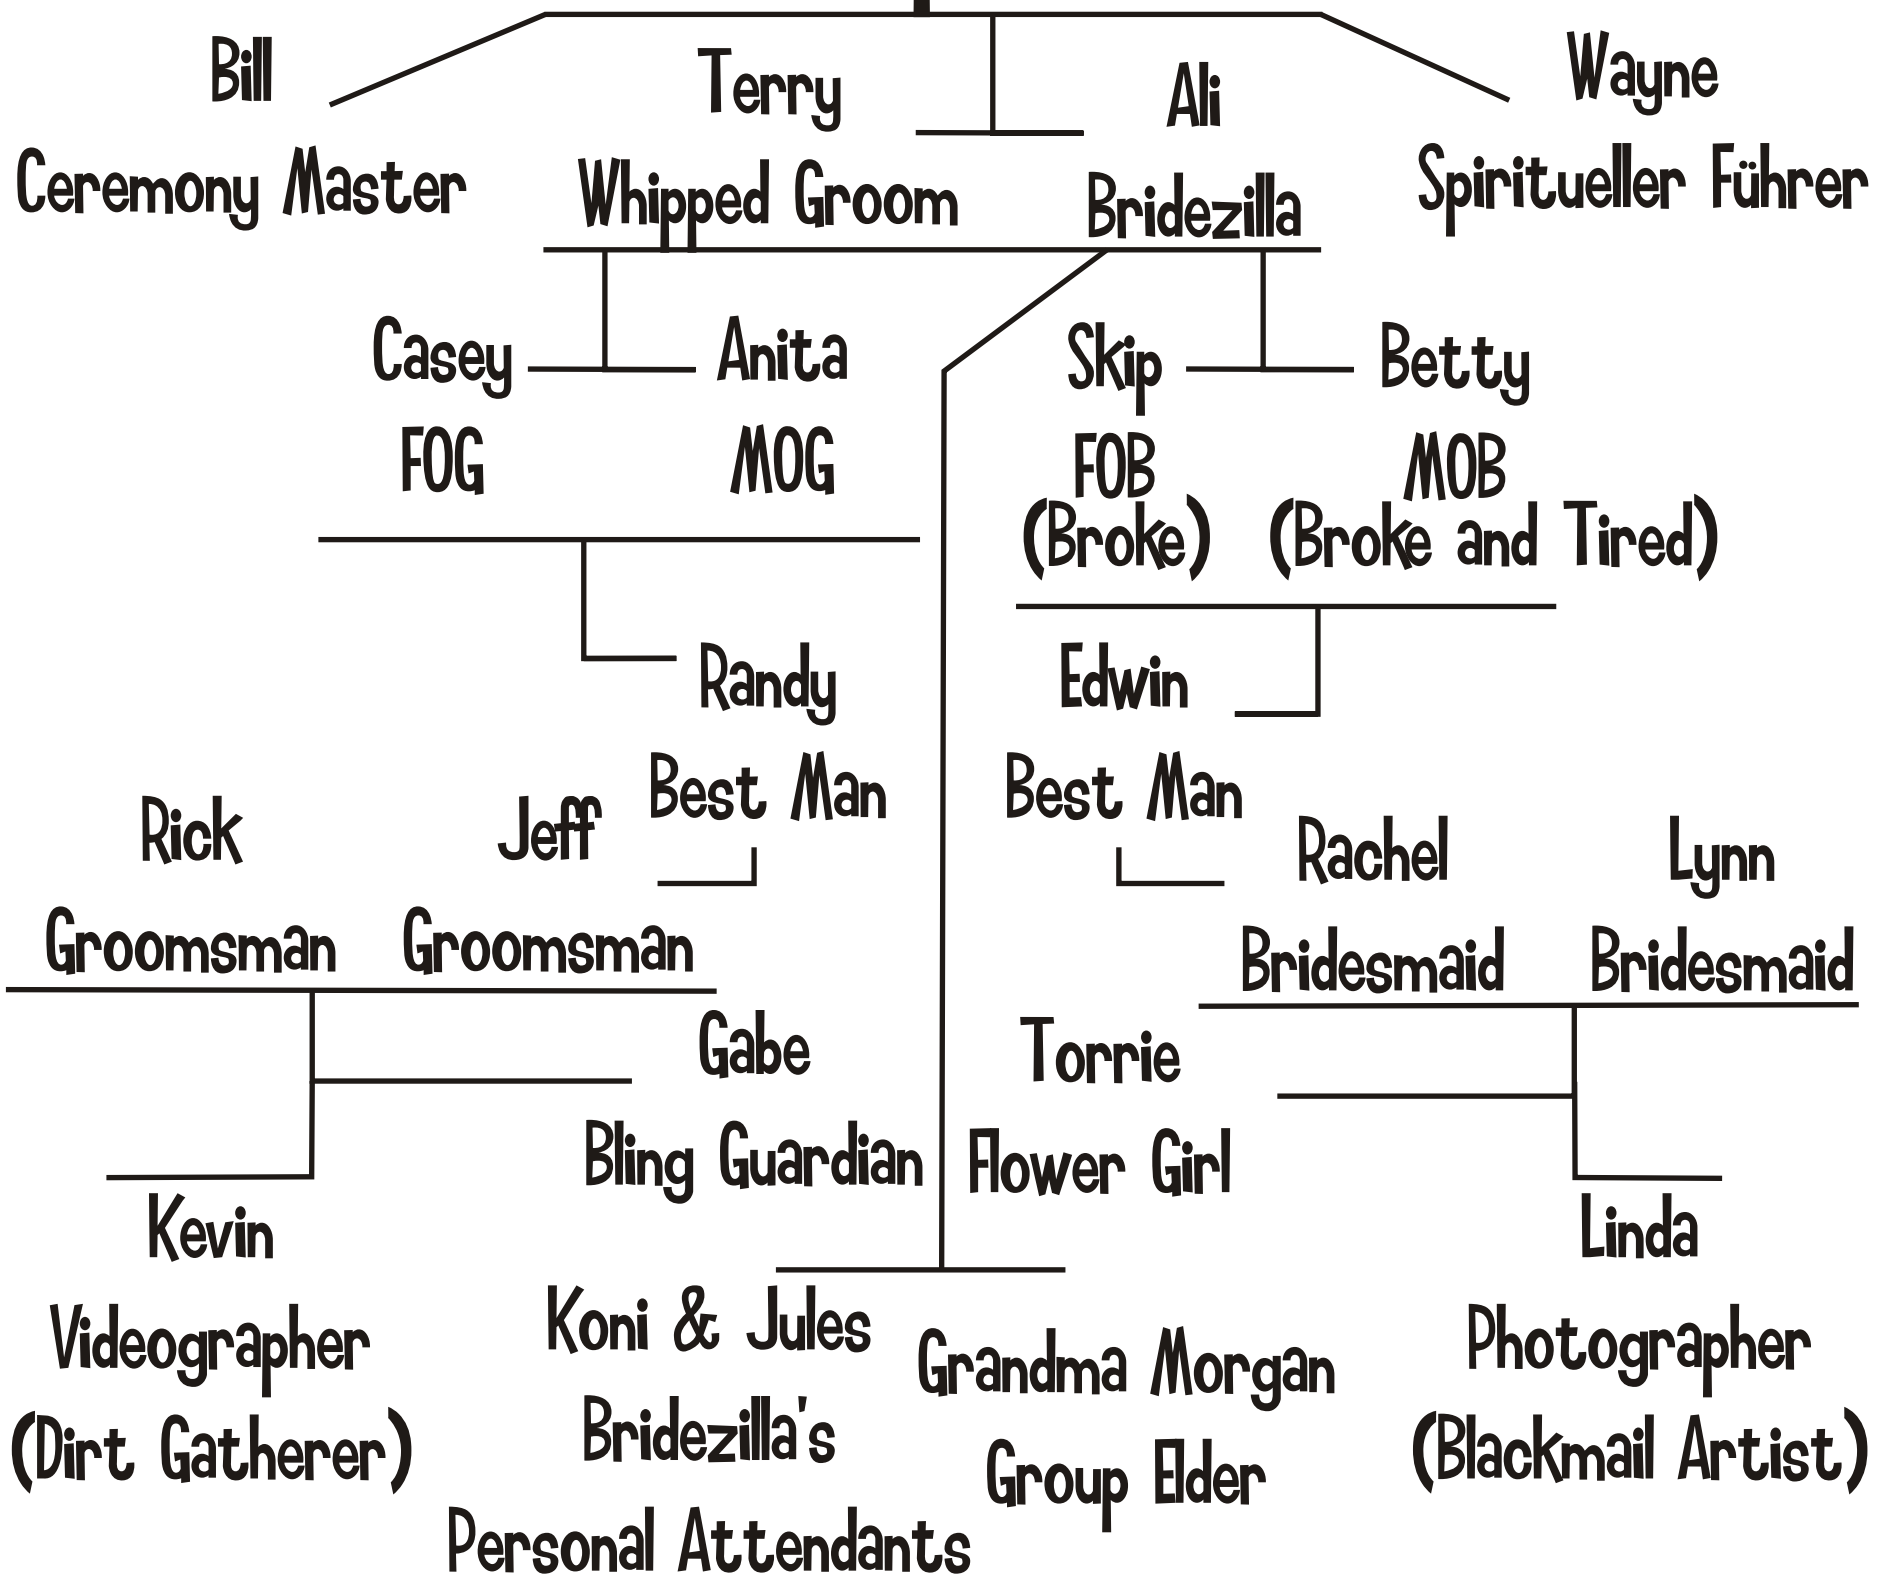 Bill
Ceremony Master
Terry
Whipped Groom
Ali
Bridezilla
Wayne
Spiritueller Führer
Casey
FOG
Anita
MOG
Skip
FOB
(Broke)
Betty
MOB
(Broke and Tired)
Randy
Best Man
Edwin
Best Man
Rick
Groomsman
Jeff
Groomsman
Rachel
Bridesmaid
Lynn
Bridesmaid
Gabe
Bling Guardian
Torrie
Flower Girl
Kevin
Videographer
(Dirt Gatherer)
Koni & Jules
Bridezilla's
Personal Attendants
Grandma Morgan
Group Elder
Linda
Photographer
(Blackmail Artist)